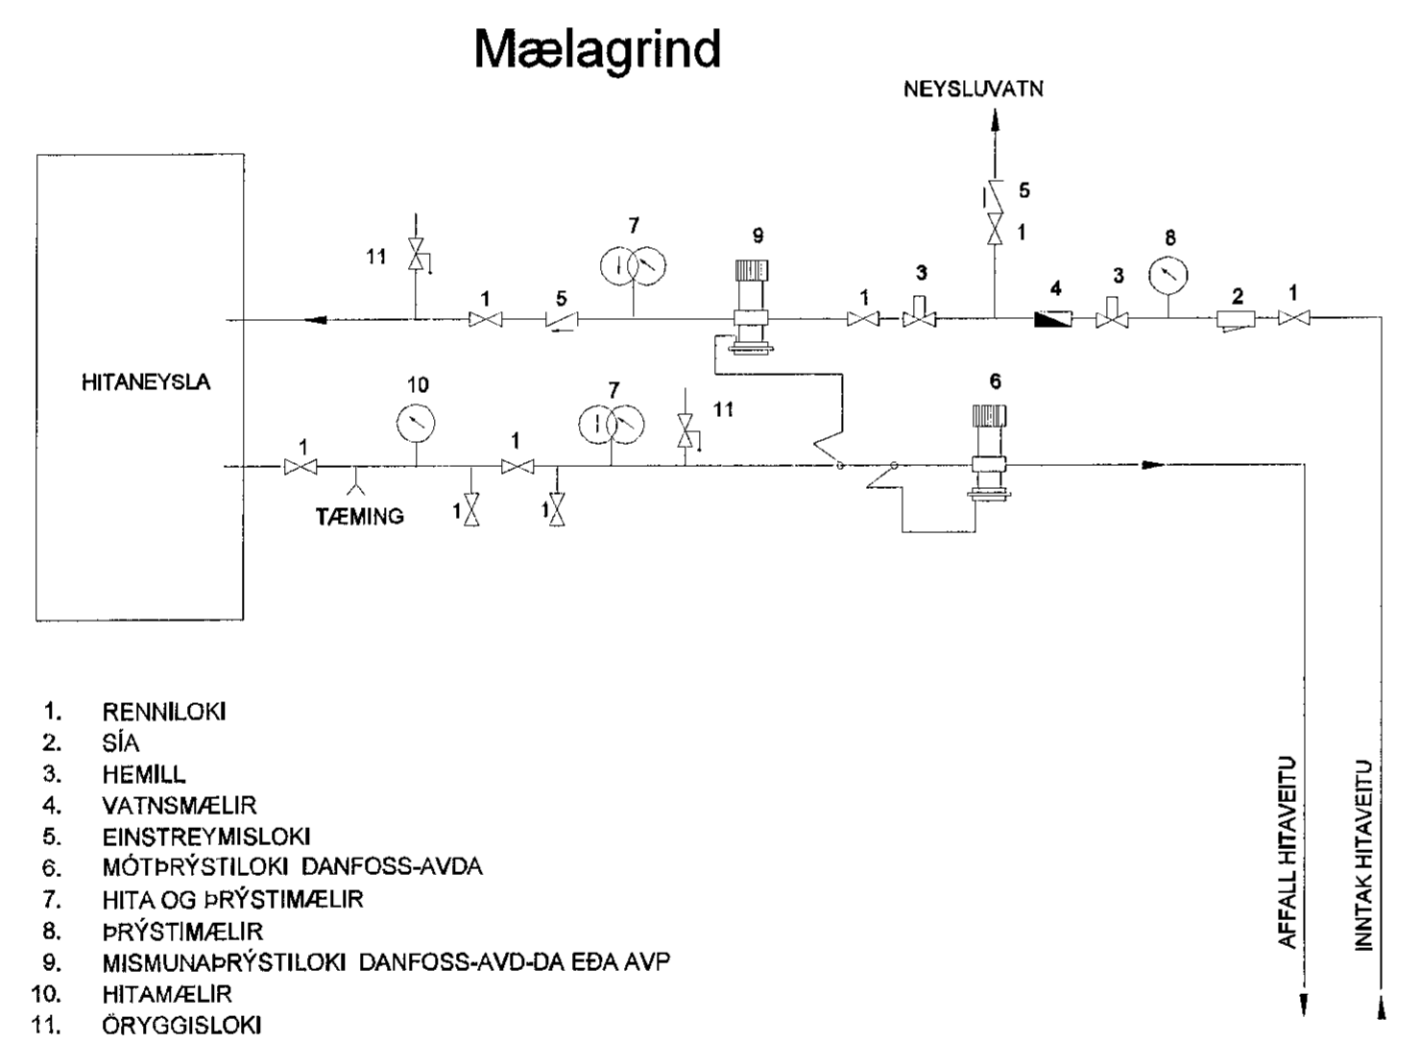 Mælagrind
NEYSLUVATN
5
1
7
9
8
11
3
3
1
5
1
4
2
1
HITANEYSLA
10
7
6
11
1
1
TÆMING
1
1
AFFALL HITAVEITU
INNTAK HITAVEITU
1. RENNILOKI
2. SÍA
3. HEMILL
4. VATNSMÆLIR
5. EINSTREYMISLOKI
6. MÓTÞRÝSTILOKI DANFOSS-AVDA
7. HITA OG ÞRÝSTIMÆLIR
8. ÞRÝSTIMÆLIR
9. MISMUNAÞRÝSTILOKI DANFOSS-AVD-DA EÐA AVP
10. HITAMÆLIR
11. ÖRYGGISLOKI